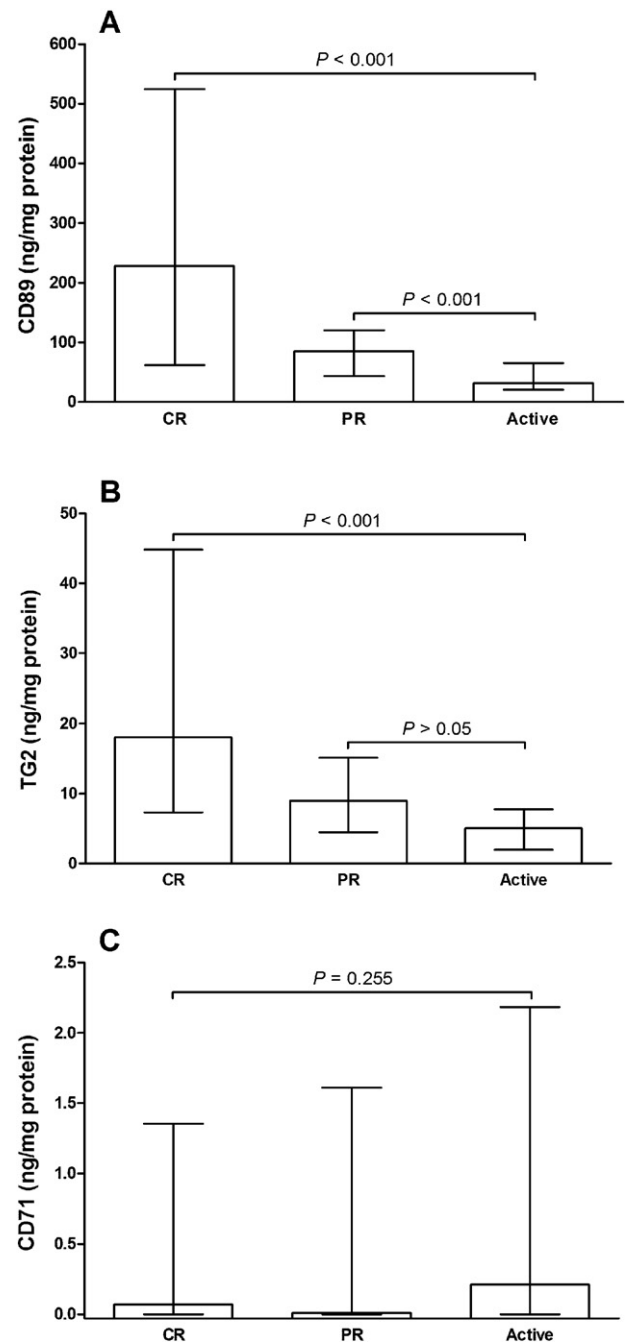 A
600
P < 0.001
500
400
300
200
P < 0.001
100
0
CD89 (ng/mg protein)
CR PR Active
B
50
P < 0.001
40
30
20
P > 0.05
10
0
TG2 (ng/mg protein)
CR PR Active
C
2.5
P = 0.255
2.0
1.5
1.0
0.5
0.0
CD71 (ng/mg protein)
CR PR Active